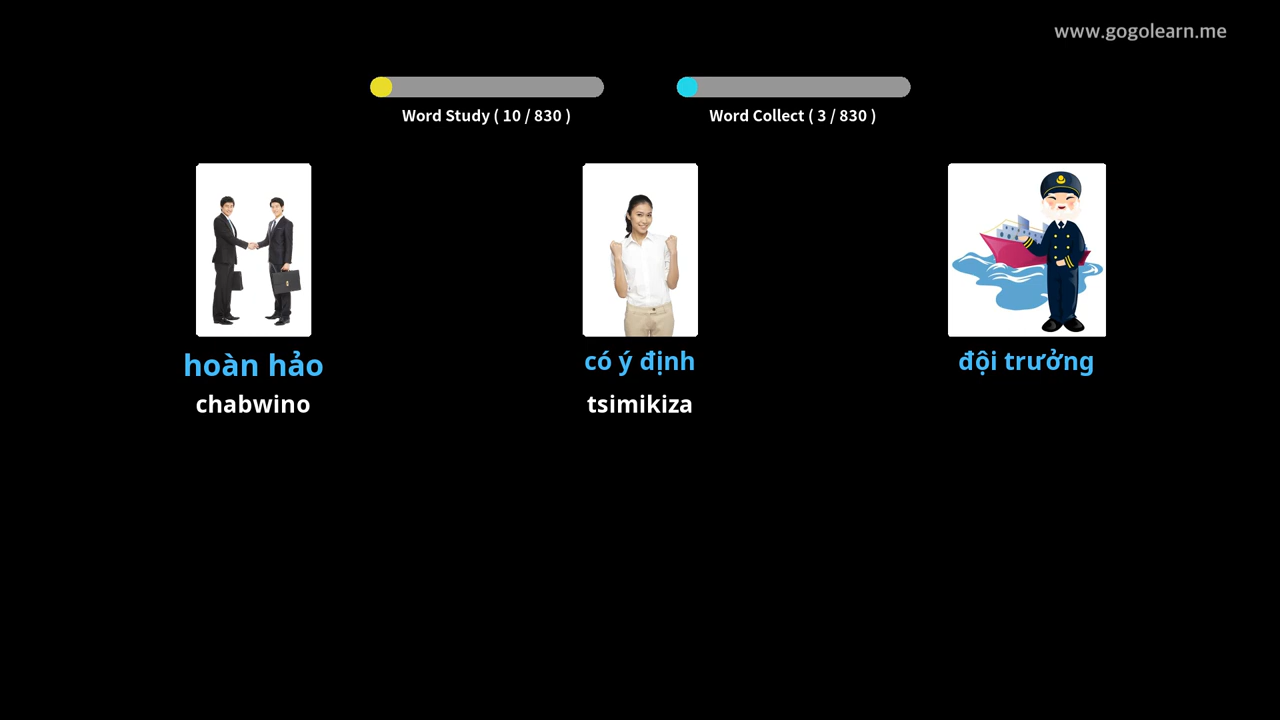 www.gogolearn.me
Word Study ( 10 / 830 )
Word Collect ( 3 / 830 )
hoàn hảo
có ý định
đội trưởng
chabwino
tsimikiza